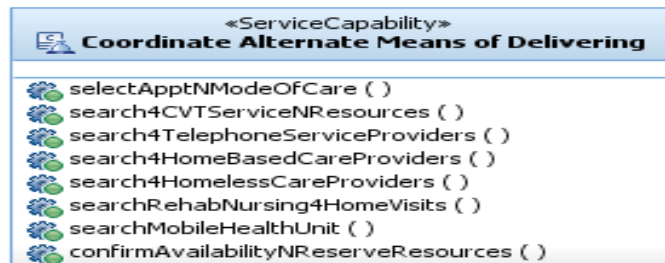 «ServiceCapability»
Coordinate Alternate Means of Delivering
selectApptNModeOfCare ( )
search4CVTServiceNResources ( )
search4TelephoneServiceProviders ( )
search4HomeBasedCareProviders ( )
search4HomelessCareProviders ( )
searchRehabNursing4HomeVisits ( )
searchMobileHealthUnit ( )
confirmAvailabilityNReserveResources ( )